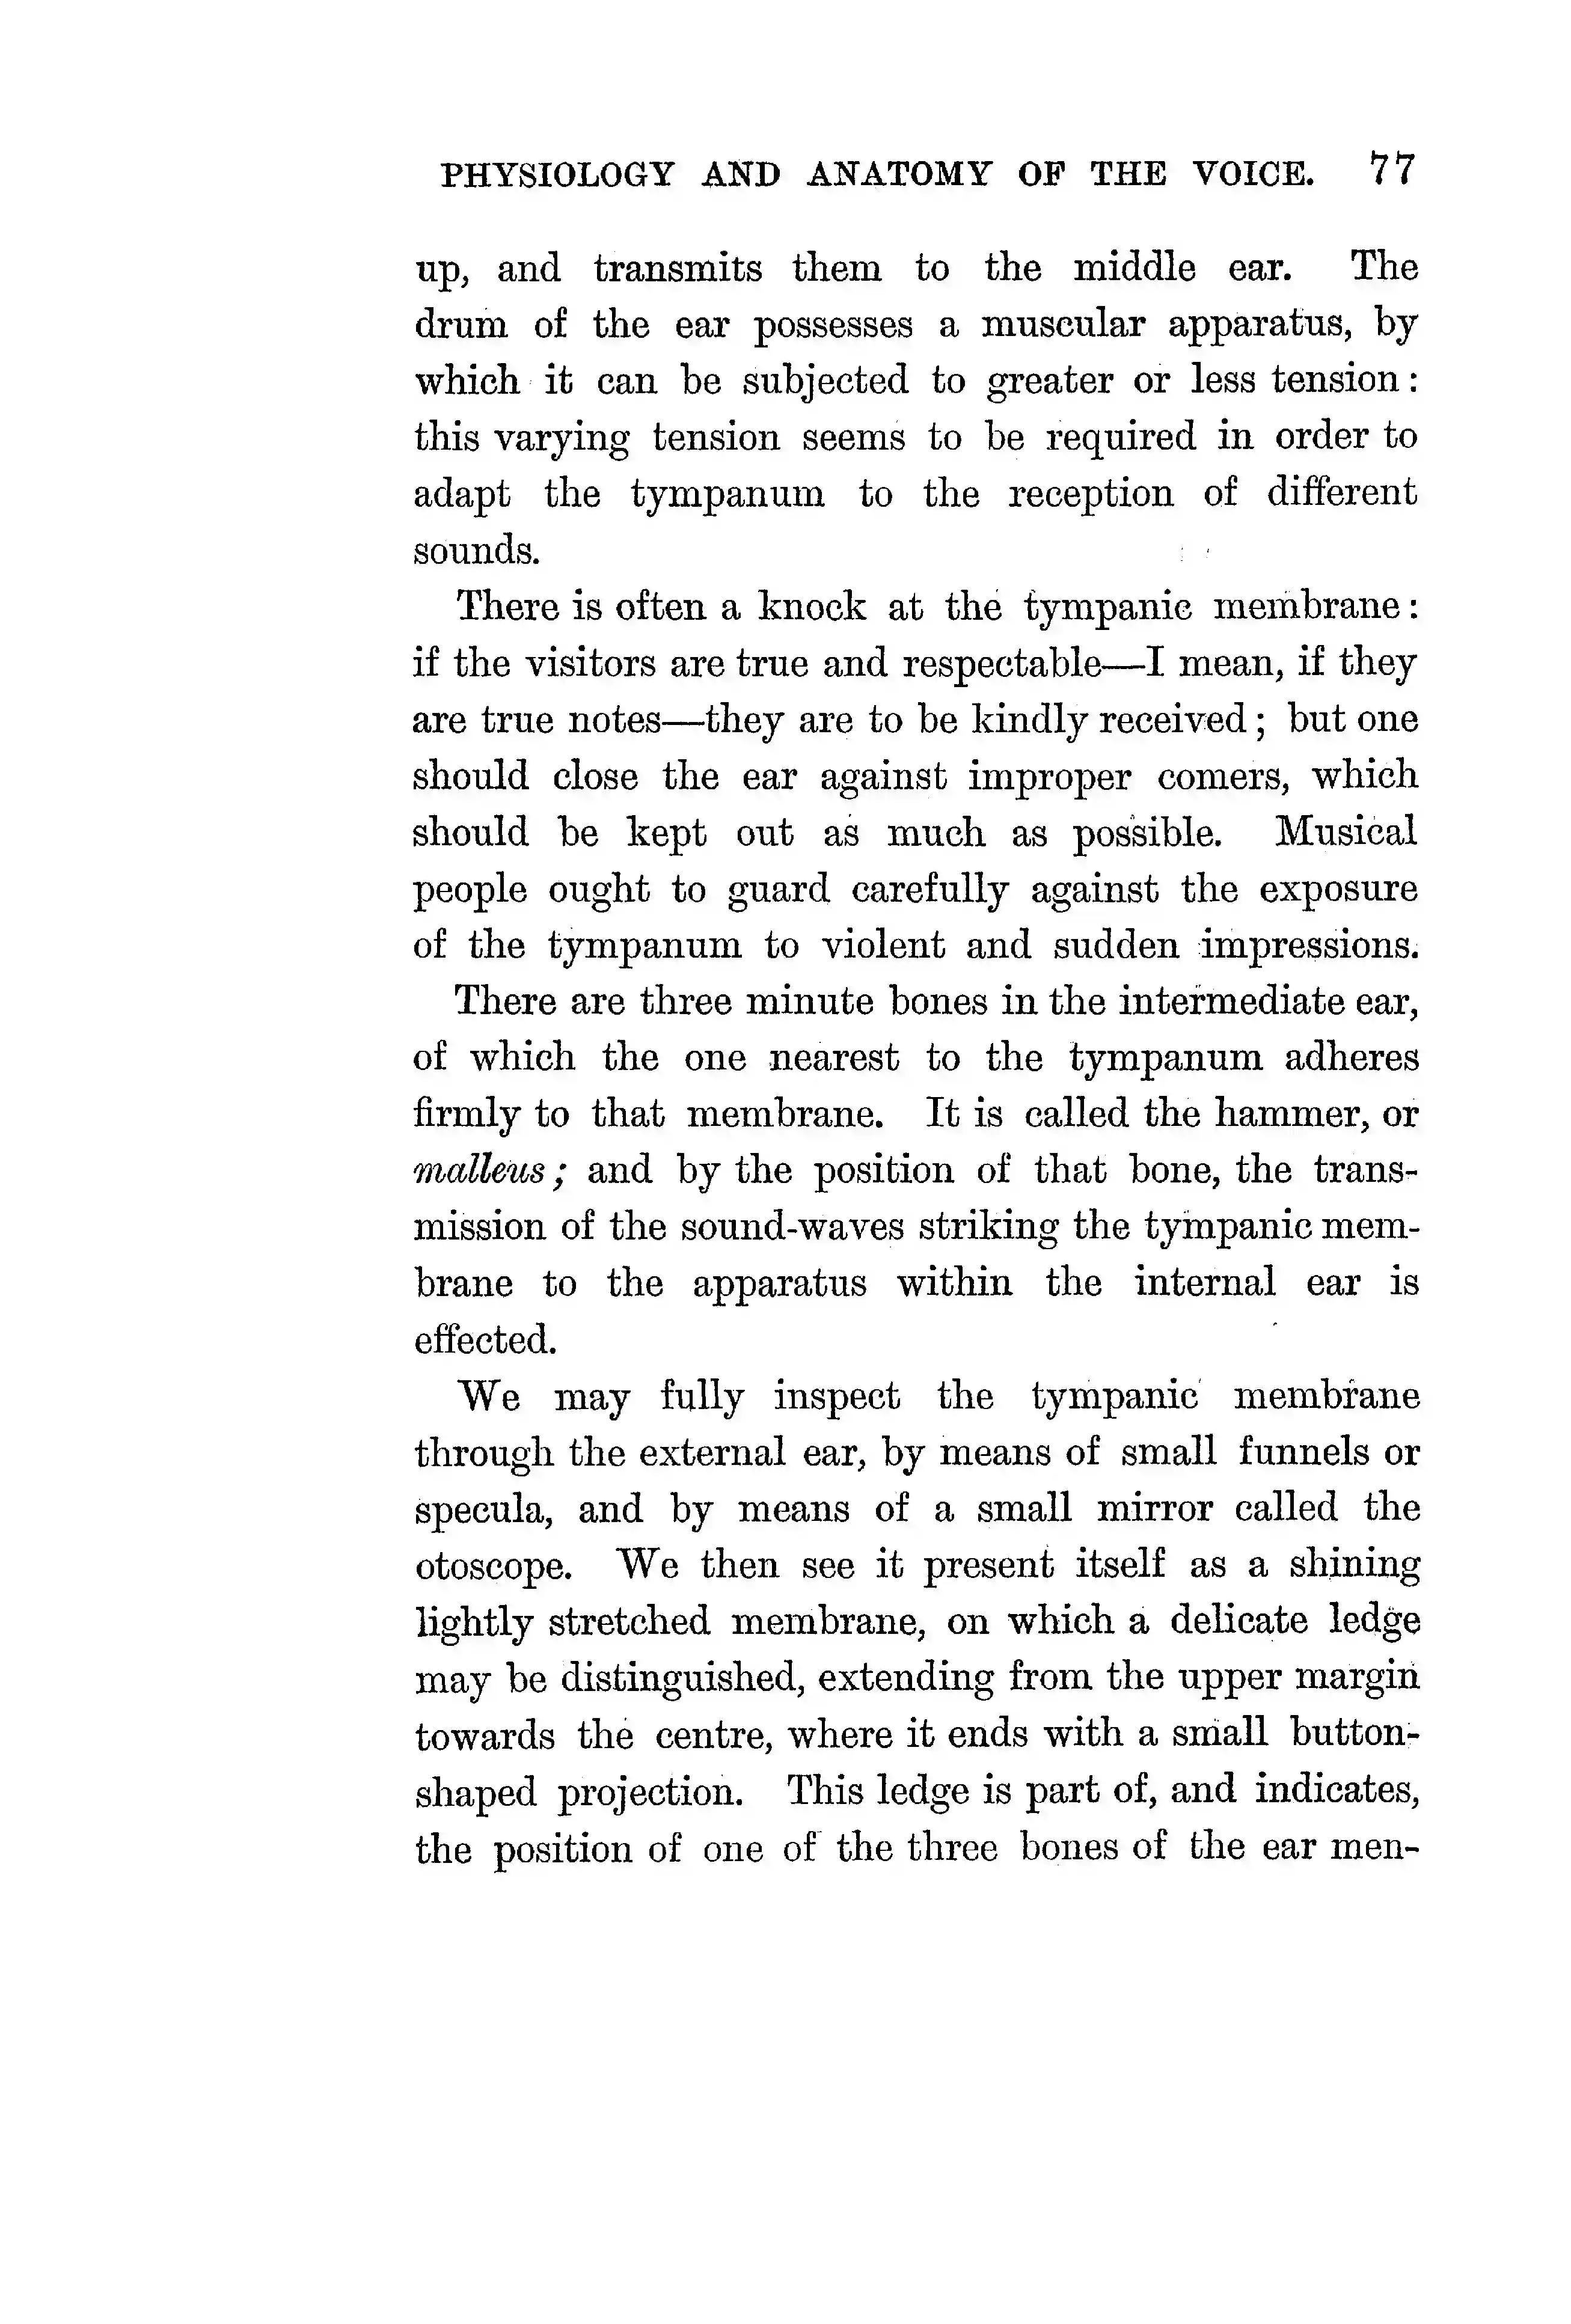 PHYSIOLOGY AND ANATOMY OF THE VOICE. 77
up, and transmits them to the middle ear. The
drum of the ear possesses a muscular apparatus, by
which it can be subjected to greater or less tension:
this varying tension seems to be required in order to
adapt the tympanum to the reception of different
sounds.
There is often a knock at the tympanic membrane:
if the visitors are true and respectable—I mean, if they
are true notes—they are to be kindly received; but one
should close the ear against improper comers, which
should be kept out as much as possible. Musical
people ought to guard carefully against the exposure
of the tympanum to violent and sudden impressions.
There are three minute bones in the intermediate ear,
of which the one nearest to the tympanum adheres
firmly to that membrane. It is called the hammer, or
malleus; and by the position of that bone, the trans-
mission of the sound-waves striking the tympanic mem-
brane to the apparatus within the internal ear is
effected.
We may fully inspect the tympanic membrane
through the external ear, by means of small funnels or
specula, and by means of a small mirror called the
otoscope. We then see it present itself as a shining
lightly stretched membrane, on which a delicate ledge
may be distinguished, extending from the upper margin
towards the centre, where it ends with a small button-
shaped projection. This ledge is part of, and indicates,
the position of one of the three bones of the ear men-